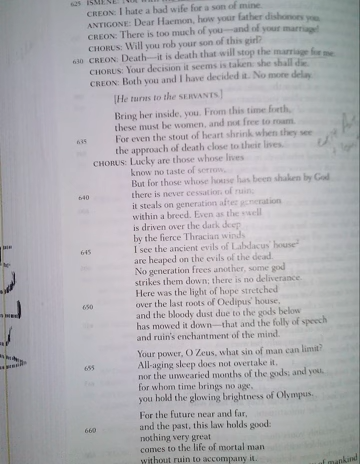 625 ISMENE:
CREON: I hate a bad wife for a son of mine.
ANTIGONE: Dear Haemon, how your father dishonors you.
CREON: There is too much of you—and of your marriage!
CHORUS: Will you rob your son of this girl?
630 CREON: Death—it is death that will stop the marriage for me.
CHORUS: Your decision it seems is taken: she shall die.
CREON: Both you and I have decided it. No more delay.
[He turns to the SERVANTS.]
Bring her inside, you. From this time forth,
these must be women, and not free to roam.
635 For even the stout of heart shrink when they see
the approach of death close to their lives.
CHORUS: Lucky are those whose lives
know no taste of sorrow.
But for those whose house has been shaken by God
640 there is never cessation of ruin;
it steals on generation after generation
within a breed. Even as the swell
is driven over the dark deep
by the fierce Thracian winds
645 I see the ancient evils of Labdacus' house²
are heaped on the evils of the dead.
No generation frees another, some god
strikes them down; there is no deliverance.
Here was the light of hope stretched
650 over the last roots of Oedipus' house,
and the bloody dust due to the gods below
has mowed it down—that and the folly of speech
and ruin's enchantment of the mind.
Your power, O Zeus, what sin of man can limit?
655 All-aging sleep does not overtake it,
nor the unwearied months of the gods; and you,
for whom time brings no age,
you hold the glowing brightness of Olympus.
For the future near and far,
660 and the past, this law holds good:
nothing very great
comes to the life of mortal man
without ruin to accompany it.
of mankind